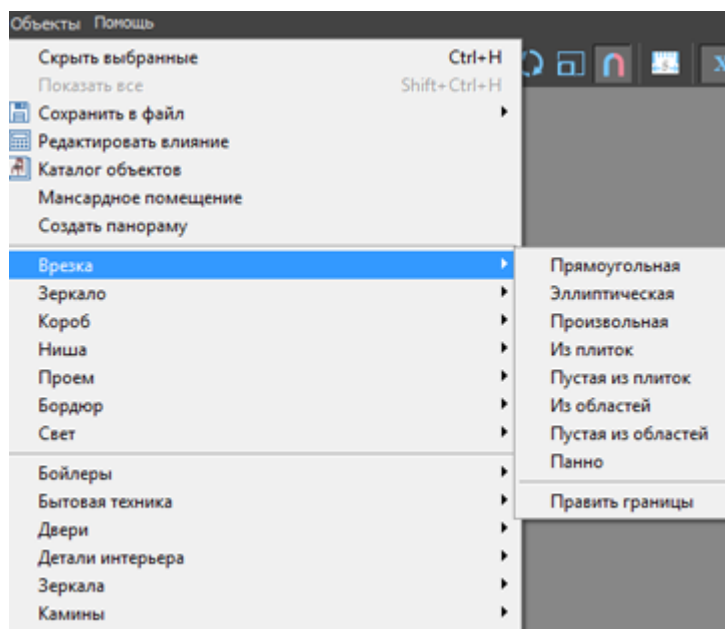 Объекты Помощь
Скрыть выбранные Ctrl+H
Показать все Shift+Ctrl+H
Сохранить в файл
Редактировать влияние
Каталог объектов
Мансардное помещение
Создать панораму
Врезка
Зеркало
Короб
Ниша
Проем
Бордюр
Свет
Бойлеры
Бытовая техника
Двери
Детали интерьера
Зеркала
Камины
Прямоугольная
Эллиптическая
Произвольная
Из плиток
Пустая из плиток
Из областей
Пустая из областей
Панно
Править границы